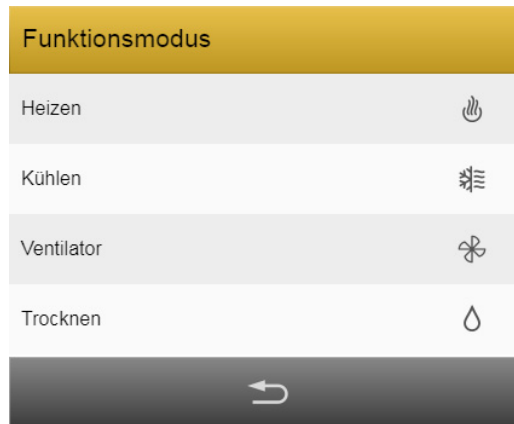 Funktionsmodus
Heizen
Kühlen
Ventilator
Trocknen